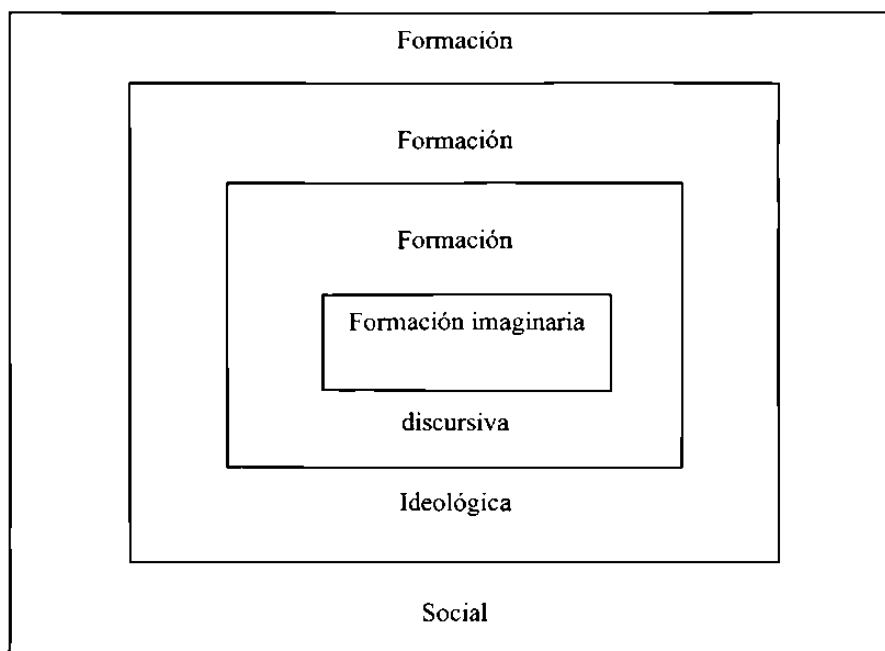 Formación
Formación
Formación
Formación imaginaria
discursiva
Ideológica
Social